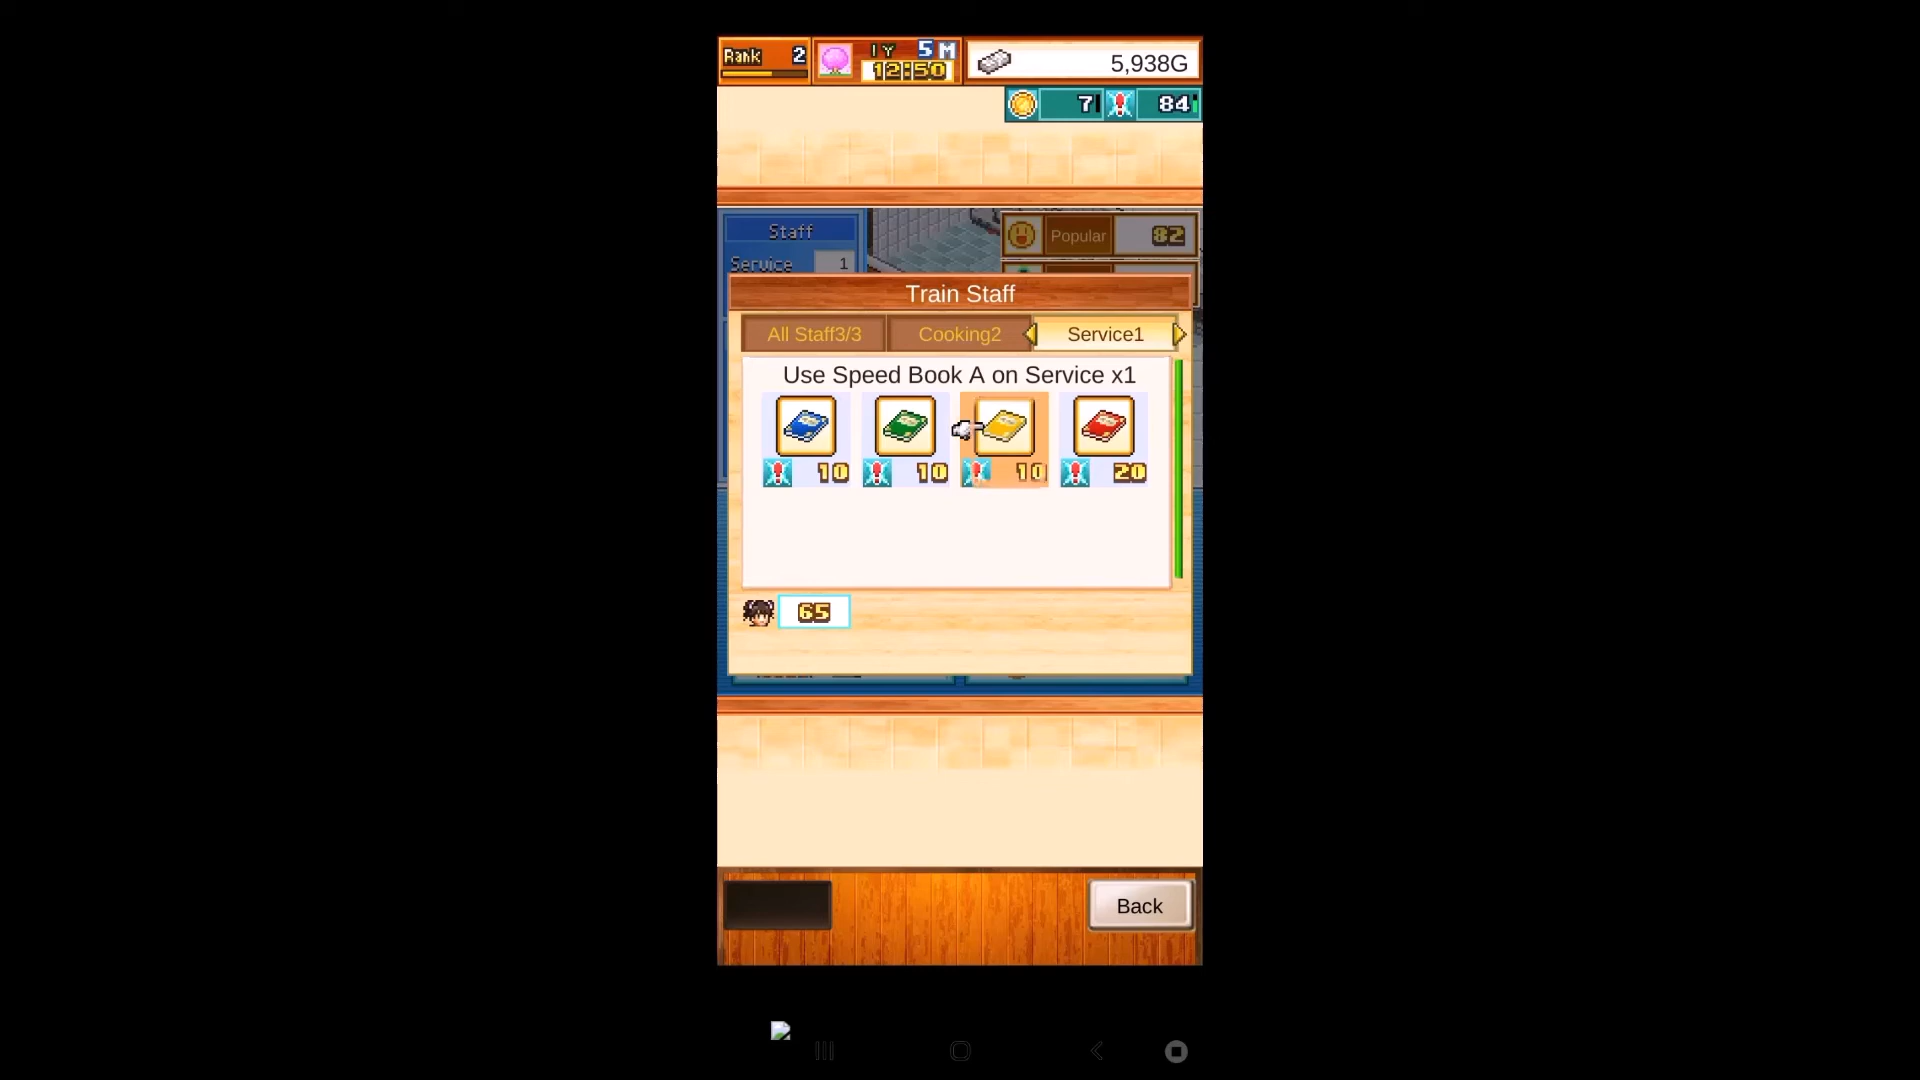 Rank 2
1Y 5M
12:50
5,938G
7
84
Staff
Popular 82
Service 1
Train Staff
All Staff3/3 Cooking2 Service1
Use Speed Book A on Service x1
10 10 10 20
65
Back